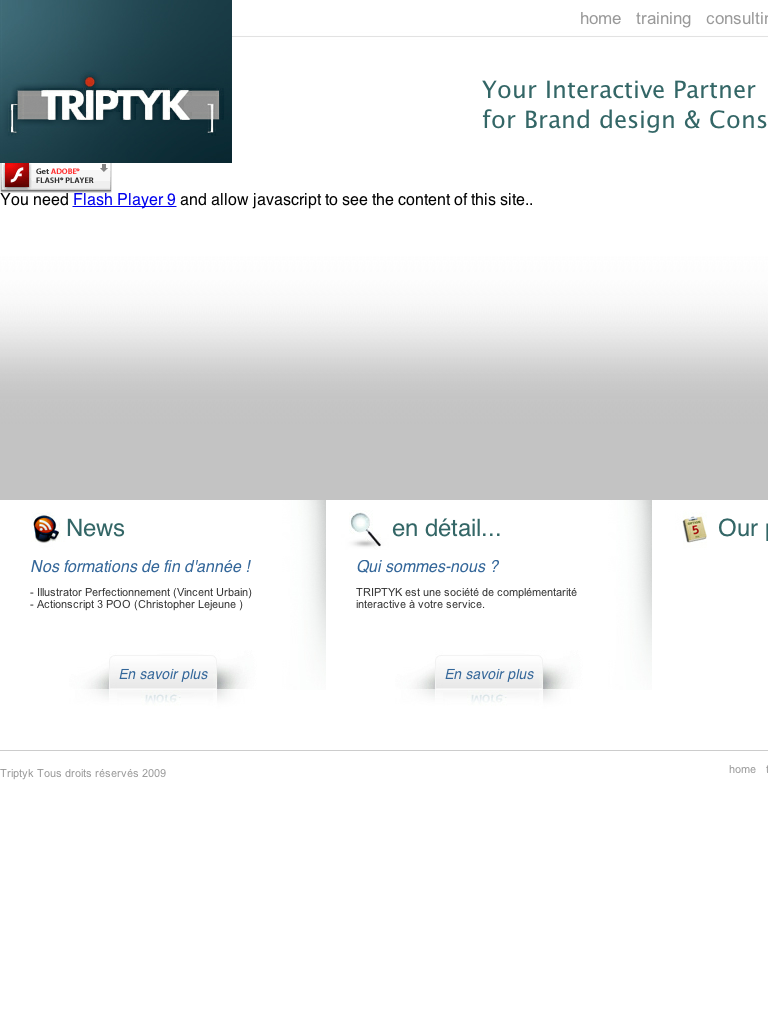 home training consulting
TRIPTYK
Your Interactive Partner
for Brand design & Cons
Get ADOBE®
FLASH® PLAYER
You need Flash Player 9 and allow javascript to see the content of this site..
News
Nos formations de fin d'année !
- Illustrator Perfectionnement (Vincent Urbain)
- Actionscript 3 POO (Christopher Lejeune )
En savoir plus
en détail...
Qui sommes-nous ?
TRIPTYK est une société de complémentarité
interactive à votre service.
En savoir plus
Our
Triptyk Tous droits réservés 2009
home